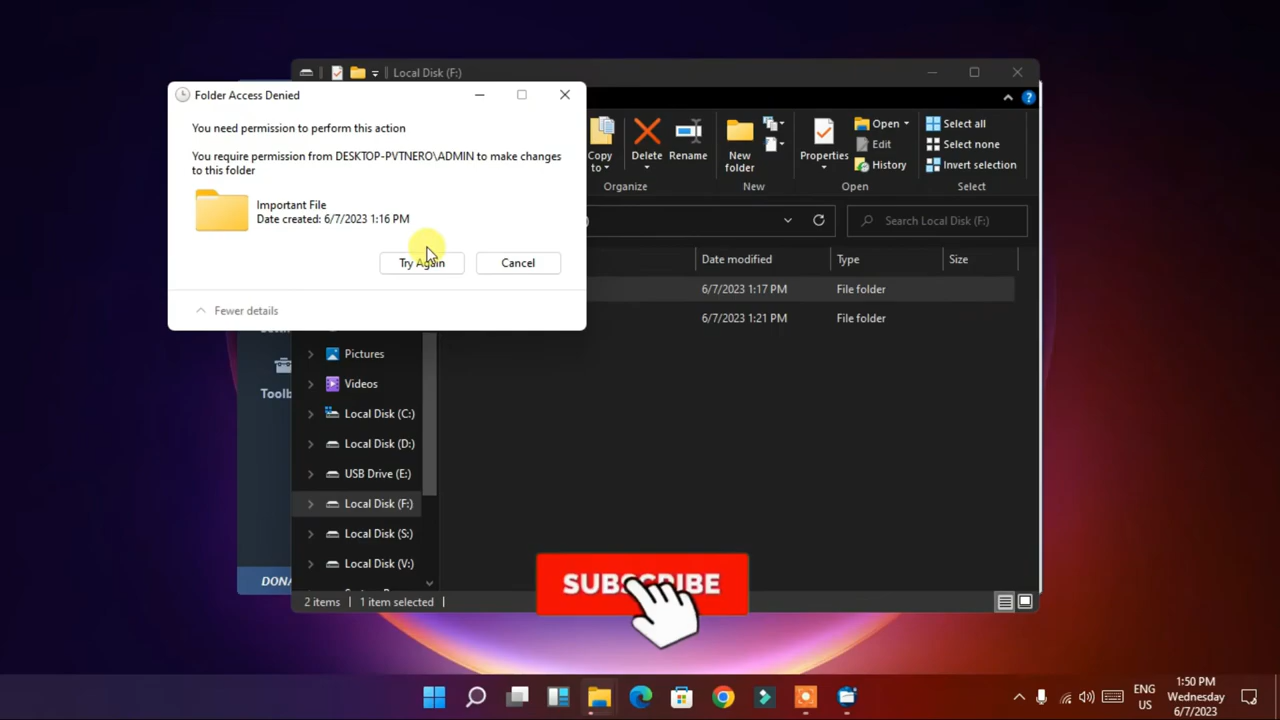 Local Disk (F:)
Folder Access Denied
You need permission to perform this action
You require permission from DESKTOP-PVTNERO\ADMIN to make changes
to this folder
Important File
Date created: 6/7/2023 1:16 PM
Try Again
Cancel
Fewer details
Copy
to
Delete
Rename
New
folder
Properties
Open
Edit
History
Select all
Select none
Invert selection
Organize
New
Open
Select
Search Local Disk (F:)
Date modified
Type
Size
6/7/2023 1:17 PM
File folder
6/7/2023 1:21 PM
File folder
Pictures
Videos
Local Disk (C:)
Local Disk (D:)
USB Drive (E:)
Local Disk (F:)
Local Disk (S:)
Local Disk (V:)
Toolb
DONA
SUBSCRIBE
2 items
1 item selected
ENG
US
1:50 PM
Wednesday
6/7/2023